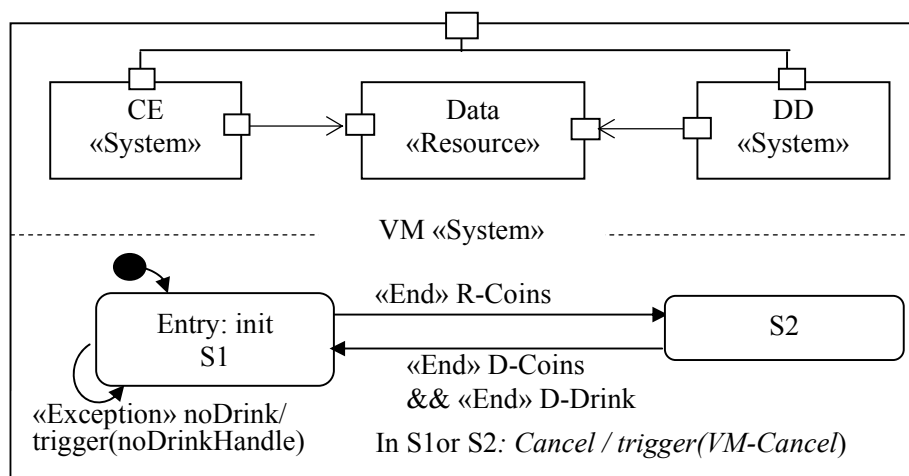 CE
«System»
Data
«Resource»
DD
«System»
VM «System»
«End» R-Coins
Entry: init
S1
S2
«End» D-Coins
&& «End» D-Drink
«Exception» noDrink/
trigger(noDrinkHandle)
In S1or S2: Cancel / trigger(VM-Cancel)